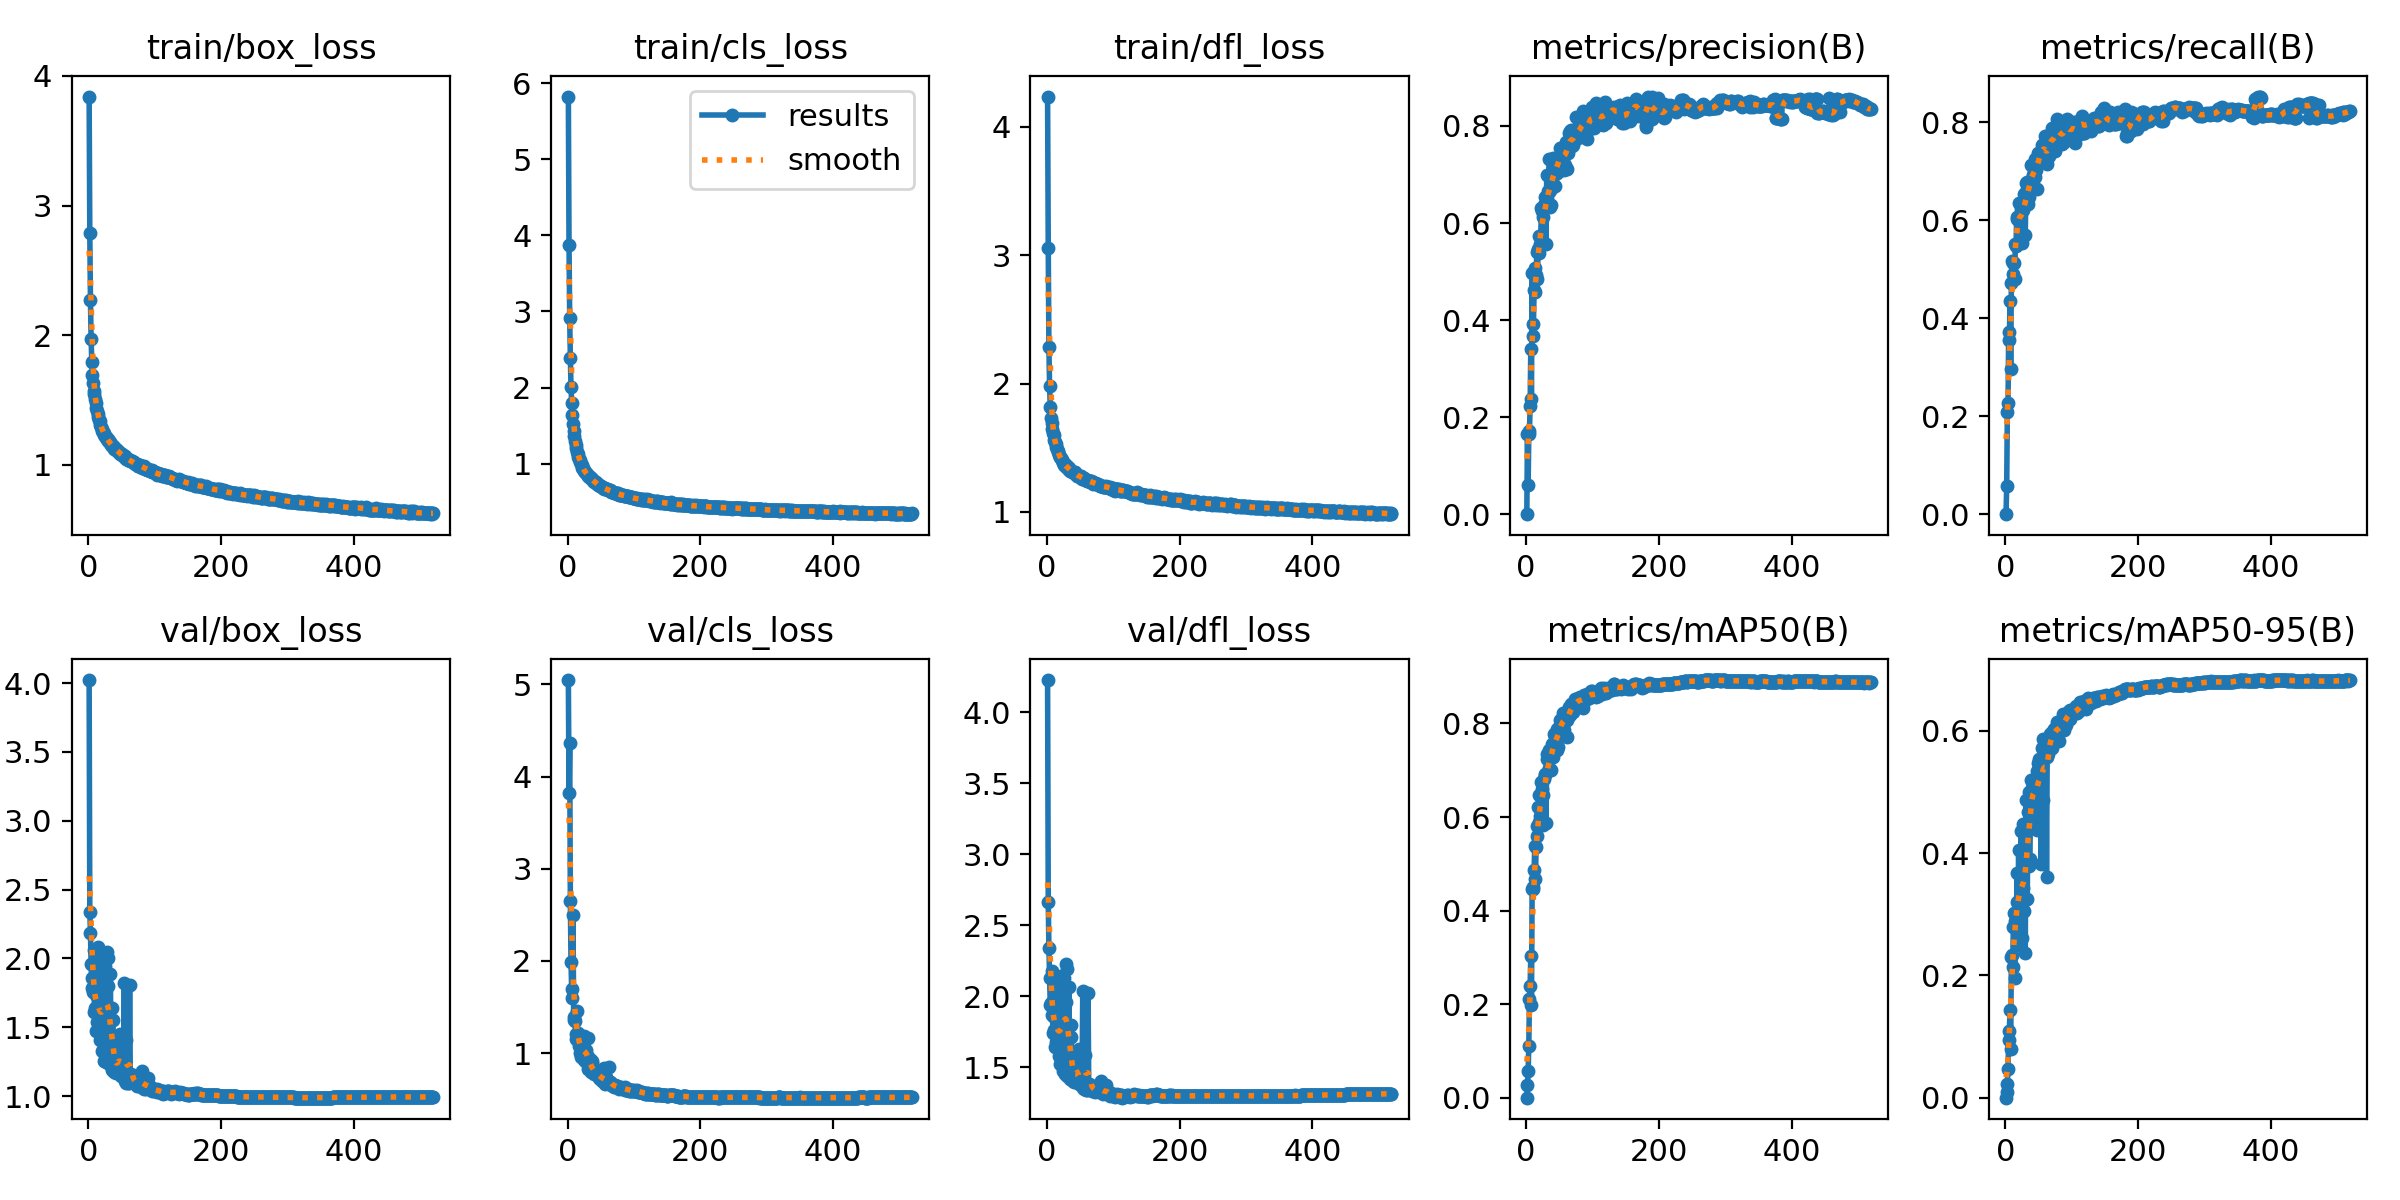 train/box_loss
4
3
2
1
0 200 400
train/cls_loss
6
5
4
3
2
1
0 200 400
results
smooth
train/dfl_loss
4
3
2
1
0 200 400
metrics/precision(B)
0.8
0.6
0.4
0.2
0.0
0 200 400
metrics/recall(B)
0.8
0.6
0.4
0.2
0.0
0 200 400
val/box_loss
4.0
3.5
3.0
2.5
2.0
1.5
1.0
0 200 400
val/cls_loss
5
4
3
2
1
0 200 400
val/dfl_loss
4.0
3.5
3.0
2.5
2.0
1.5
0 200 400
metrics/mAP50(B)
0.8
0.6
0.4
0.2
0.0
0 200 400
metrics/mAP50-95(B)
0.6
0.4
0.2
0.0
0 200 400